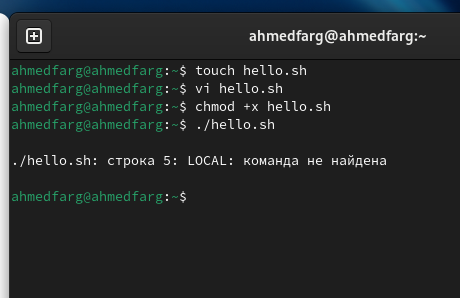 ahmedfarg@ahmedfarg:~
ahmedfarg@ahmedfarg:~$ touch hello.sh
ahmedfarg@ahmedfarg:~$ vi hello.sh
ahmedfarg@ahmedfarg:~$ chmod +x hello.sh
ahmedfarg@ahmedfarg:~$ ./hello.sh
./hello.sh: строка 5: LOCAL: команда не найдена
ahmedfarg@ahmedfarg:~$